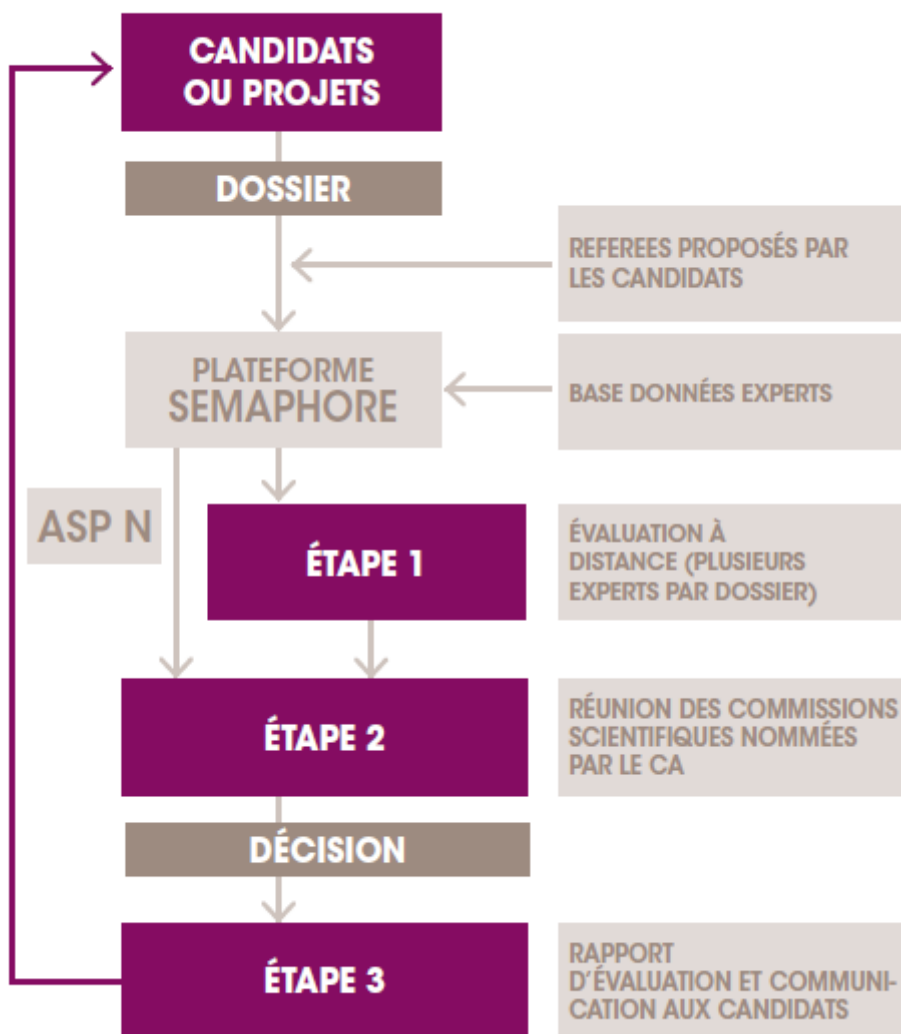 CANDIDATS
OU PROJETS
DOSSIER
REFEREES PROPOSÉS PAR
LES CANDIDATS
PLATEFORME
SEMAPHORE
BASE DONNÉES EXPERTS
ASP N
ÉTAPE 1
ÉVALUATION À
DISTANCE (PLUSIEURS
EXPERTS PAR DOSSIER)
ÉTAPE 2
RÉUNION DES COMMISSIONS
SCIENTIFIQUES NOMMÉES
PAR LE CA
DÉCISION
ÉTAPE 3
RAPPORT
D'ÉVALUATION ET COMMUNI-
CATION AUX CANDIDATS